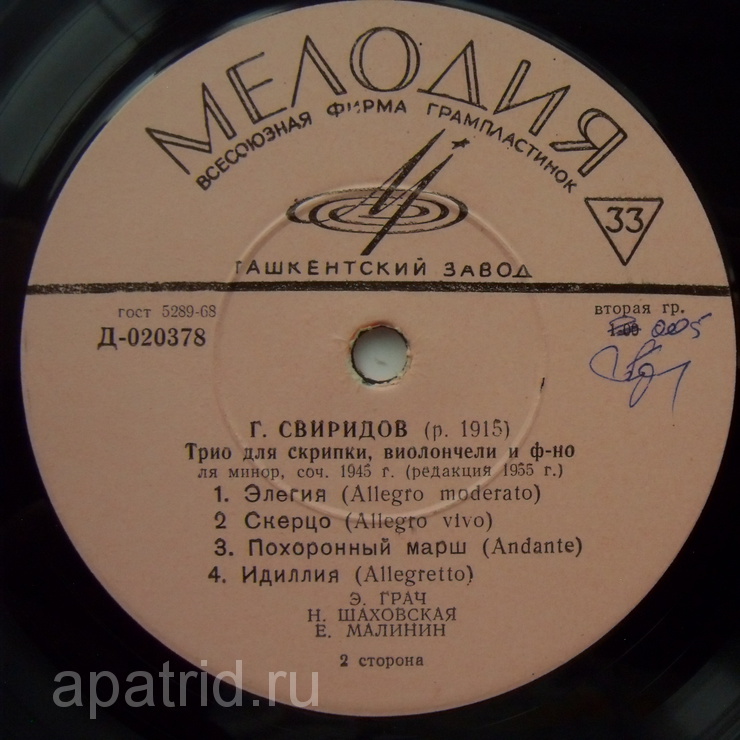 МЕЛОДИЯ
ВСЕСОЮЗНАЯ ФИРМА ГРАМПЛАСТИНОК
33
ТАШКЕНТСКИЙ ЗАВОД
гост 5289-68
вторая гр.
Д-020378
1-00
Г. СВИРИДОВ (р. 1915)
Трио для скрипки, виолончели и ф-но
ля минор, соч. 1945 г. (редакция 1955 г.)
1. Элегия (Allegro moderato)
2 Скерцо (Allegro vivo)
3. Похоронный марш (Andante)
4. Идиллия (Allegretto)
Э. ГРАЧ
Н. ШАХОВСКАЯ
Е. МАЛИНИН
2 сторона
apatrid.ru